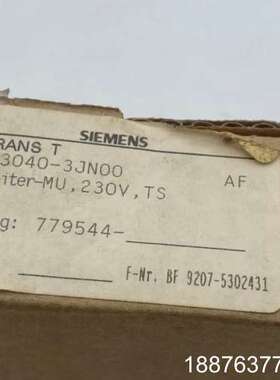 SIEMENS
RANS T
3040-3JN00
AF
iter-MU,230V,TS
g: 779544-
F-Nr. BF 9207-5302431
18876377